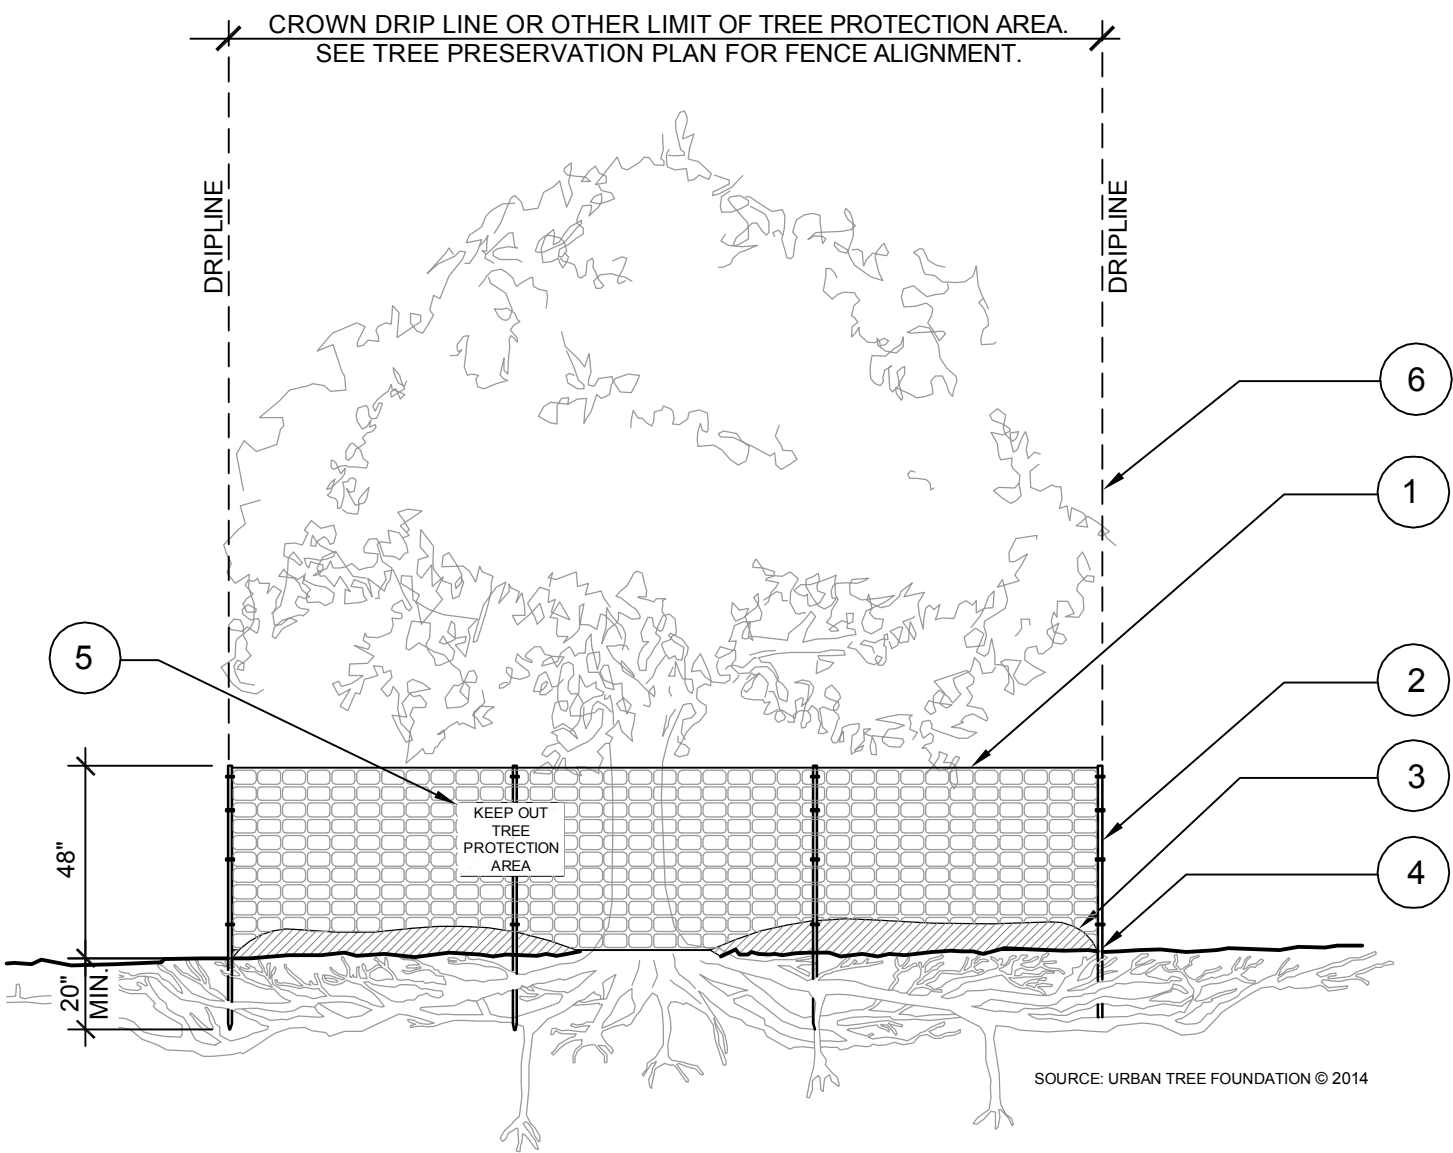 CROWN DRIP LINE OR OTHER LIMIT OF TREE PROTECTION AREA.
SEE TREE PRESERVATION PLAN FOR FENCE ALIGNMENT.
DRIPLINE
DRIPLINE
6
1
5
2
3
4
KEEP OUT
TREE
PROTECTION
AREA
48"
20"
MIN.
SOURCE: URBAN TREE FOUNDATION © 2014